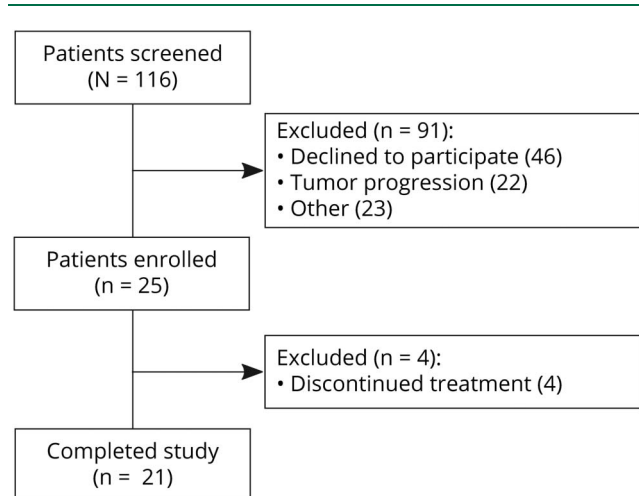 Patients screened
(N = 116)
Excluded (n = 91):
• Declined to participate (46)
• Tumor progression (22)
• Other (23)
Patients enrolled
(n = 25)
Excluded (n = 4):
• Discontinued treatment (4)
Completed study
(n =  21)